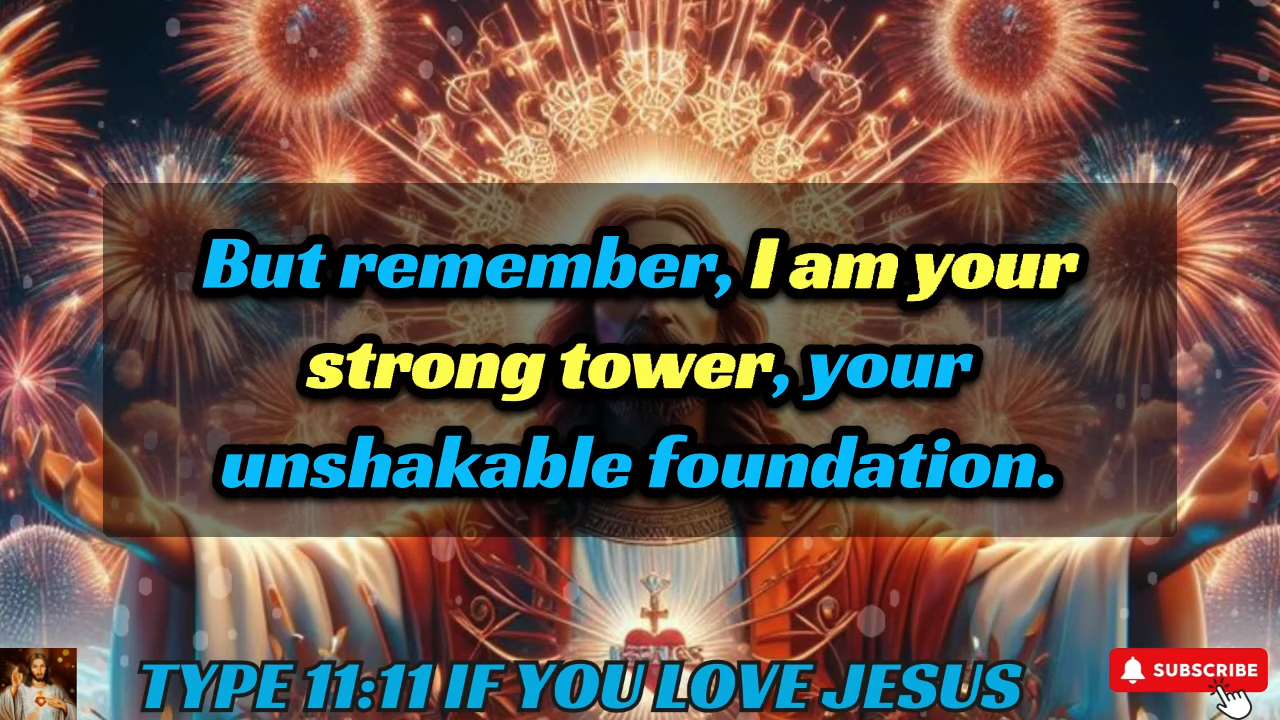 But remember, I am your
strong tower, your
unshakable foundation.
TYPE 11:11 IF YOU LOVE JESUS
SUBSCRIBE